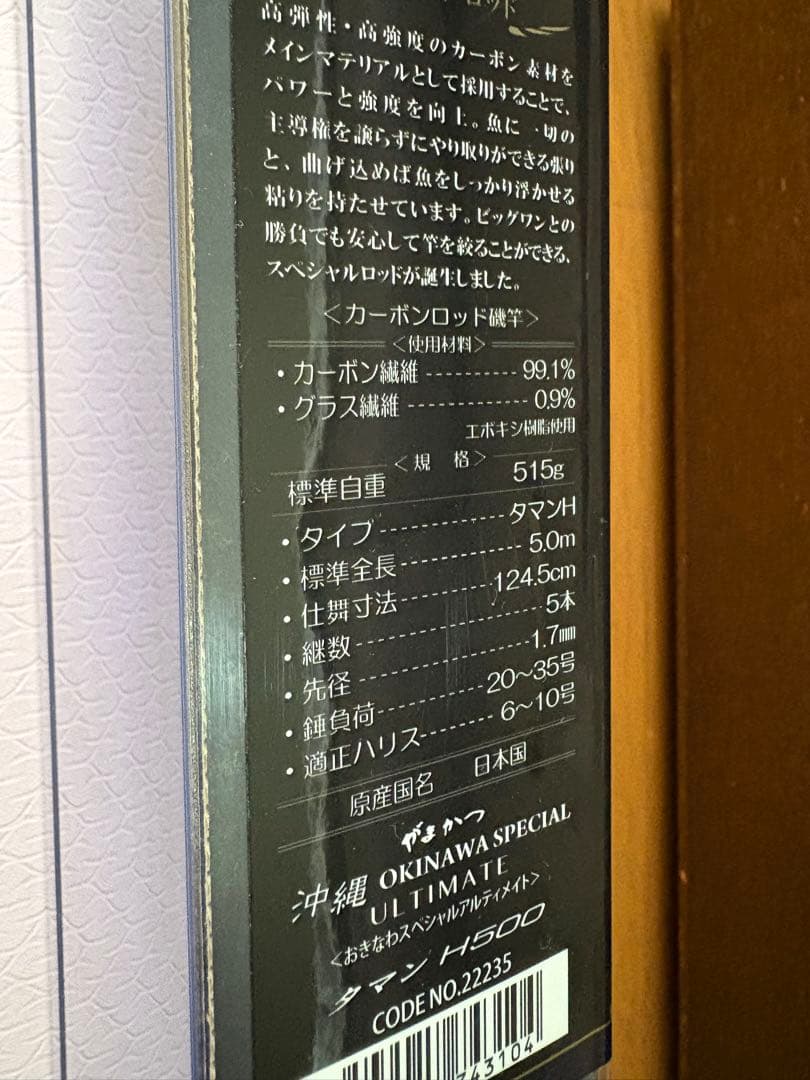 ロッド
高弾性・高強度のカーボン素材を
メインマテリアルとして採用することで、
パワーと強度を向上。魚に一切の
主導権を譲らずにやり取りができる張り
と、曲げ込めば魚をしっかり浮かせる
粘りを持たせています。ビッグワンとの
勝負でも安心して竿を絞ることができる、
スペシャルロッドが誕生しました。
<カーボンロッド磯竿>
<使用材料>
・カーボン繊維 ---------- 99.1%
・グラス繊維 ------------- 0.9%
エポキシ樹脂使用
<規 格>
標準自重 515g
・タイプ ------------- タマンH
・標準全長 ------------- 5.0m
・仕舞寸法 --------- 124.5cm
・継数 ------------------- 5本
・先径 ----------------- 1.7mm
・錘負荷 ---------- 20〜35号
・適正ハリス ------- 6〜10号
原産国名 日本国
がまかつ
沖縄 OKINAWA SPECIAL
ULTIMATE
<おきなわスペシャルアルティメイト>
タマン H500
CODE NO.22235
43104